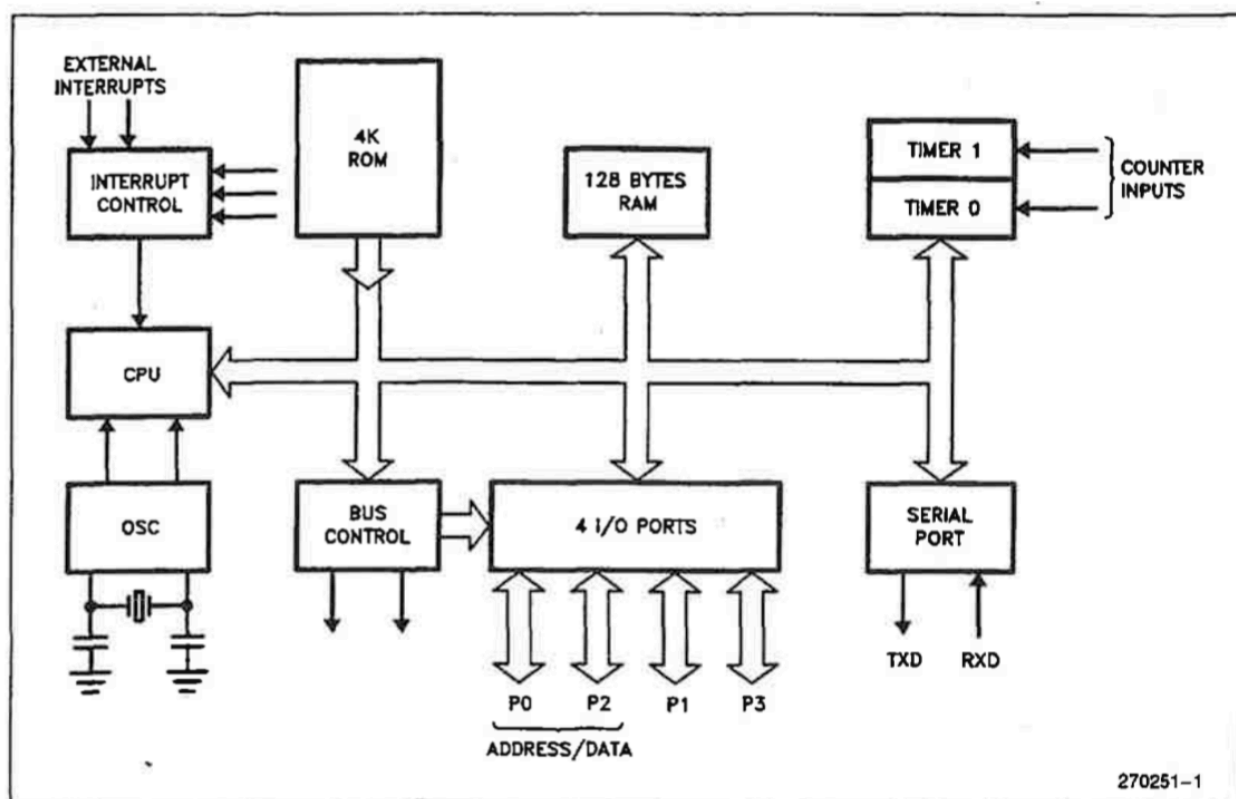 EXTERNAL
INTERRUPTS
4K
ROM
INTERRUPT
CONTROL
128 BYTES
RAM
TIMER 1
TIMER 0
COUNTER
INPUTS
CPU
OSC
BUS
CONTROL
4 I/O PORTS
SERIAL
PORT
TXD RXD
P0 P2 P1 P3
ADDRESS/DATA
270251-1